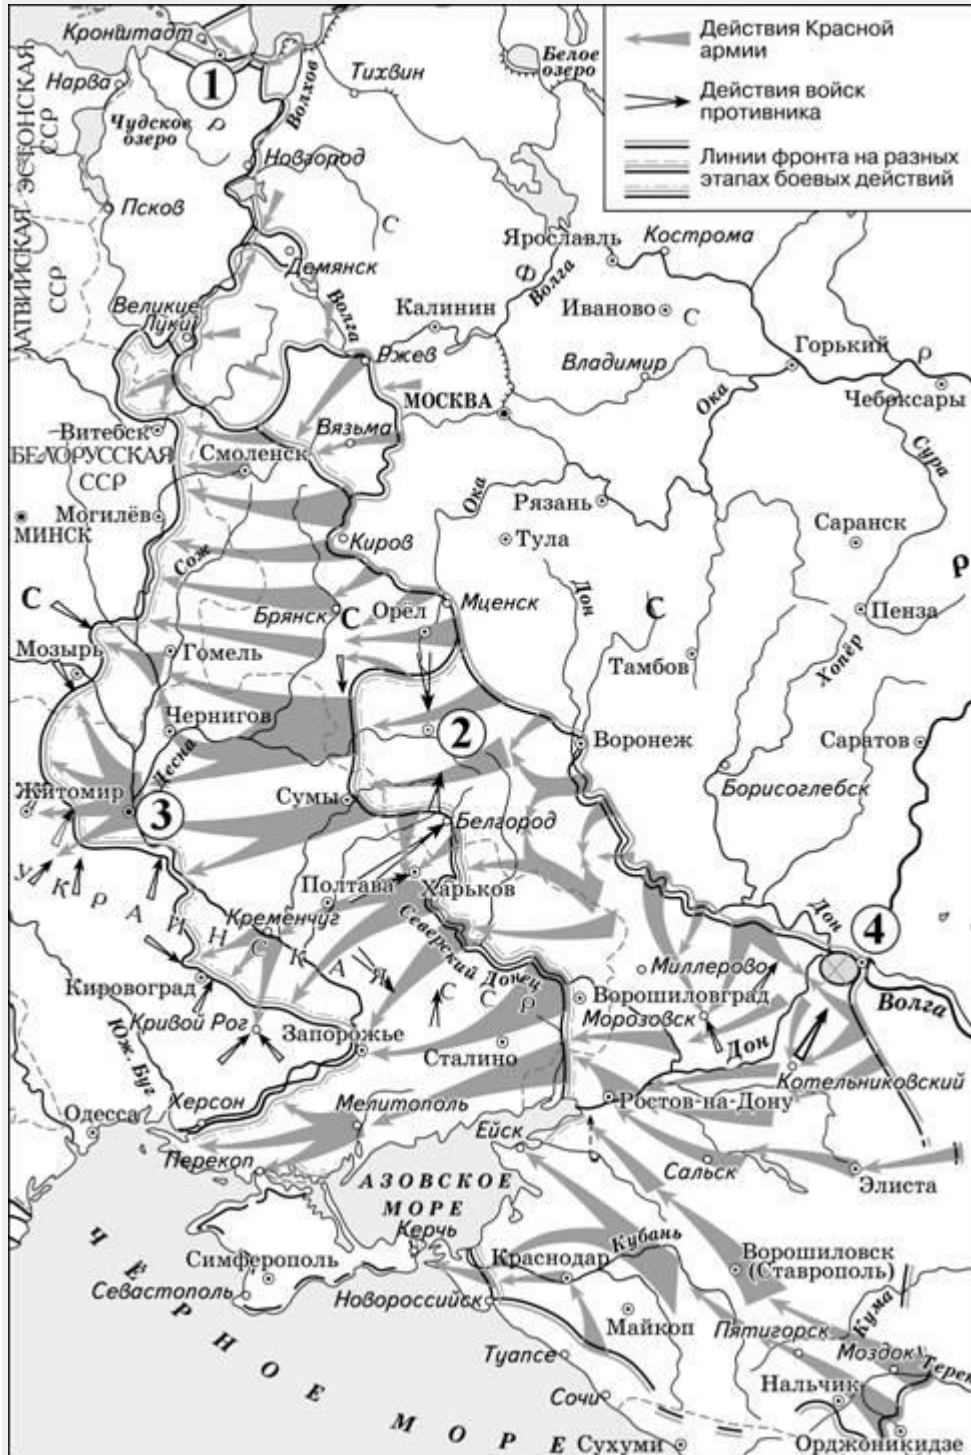 Действия Красной
армии
Действия войск
противника
Линии фронта на разных
этапах боевых действий
Кронштадт
1
Нарва
Чудское
озеро
Р
Волхов
Тихвин
Белое
озеро
ЭСТОНСКАЯ
ССР
Новгород
Псков
С
ЛАТВИЙСКАЯ
ССР
Демянск
Ярославль
Кострома
Ф
Волга
Великие
Луки
Волга
Калинин
Иваново
С
Горький
Р
Ржев
Владимир
МОСКВА
Ока
Чебоксары
Витебск
Вязьма
БЕЛОРУССКАЯ
ССР
Смоленск
Сура
Ока
Рязань
МИНСК
Могилёв
Киров
Тула
Саранск
Сож
Дон
Р
С
Брянск
С
Орёл
Мценск
С
Пенза
Мозырь
Гомель
Тамбов
Хопёр
Чернигов
2
Воронеж
Саратов
Десна
Борисоглебск
Житомир
3
Сумы
Белгород
УКРАИНСКАЯ
ССР
Полтава
Харьков
Кременчуг
Северский Донец
Дон
4
Миллерово
Кировоград
Ворошиловград
Волга
Кривой Рог
Запорожье
Морозовск
Юж. Буг
Сталино
Дон
Котельниковский
Одесса
Херсон
Мелитополь
Ростов-на-Дону
Ейск
Перекоп
Сальск
Элиста
АЗОВСКОЕ
МОРЕ
Керчь
Кубань
Симферополь
Краснодар
Ворошиловск
(Ставрополь)
Севастополь
Новороссийск
Кума
Майкоп
Пятигорск
Моздок
Терек
Туапсе
Нальчик
Сочи
ЧЁРНОЕ МОРЕ
Сухуми
Орджоникидзе